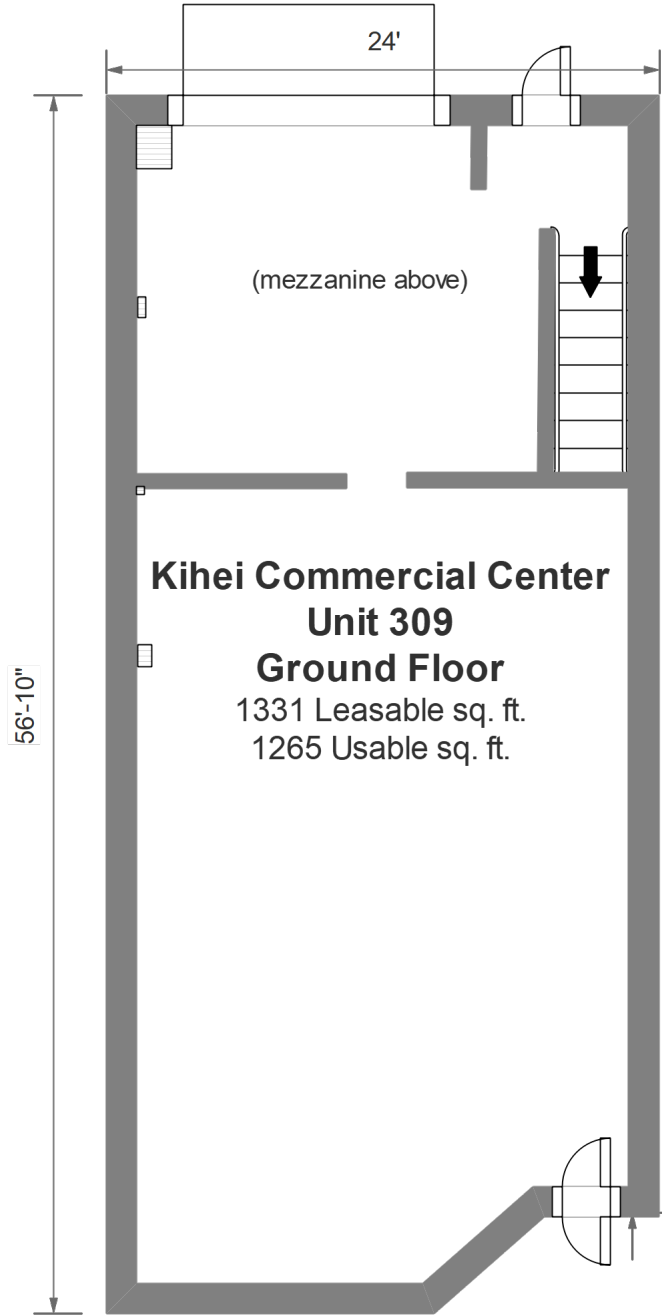 24'
(mezzanine above)
Kihei Commercial Center
Unit 309
Ground Floor
1331 Leasable sq. ft.
1265 Usable sq. ft.
56'-10"